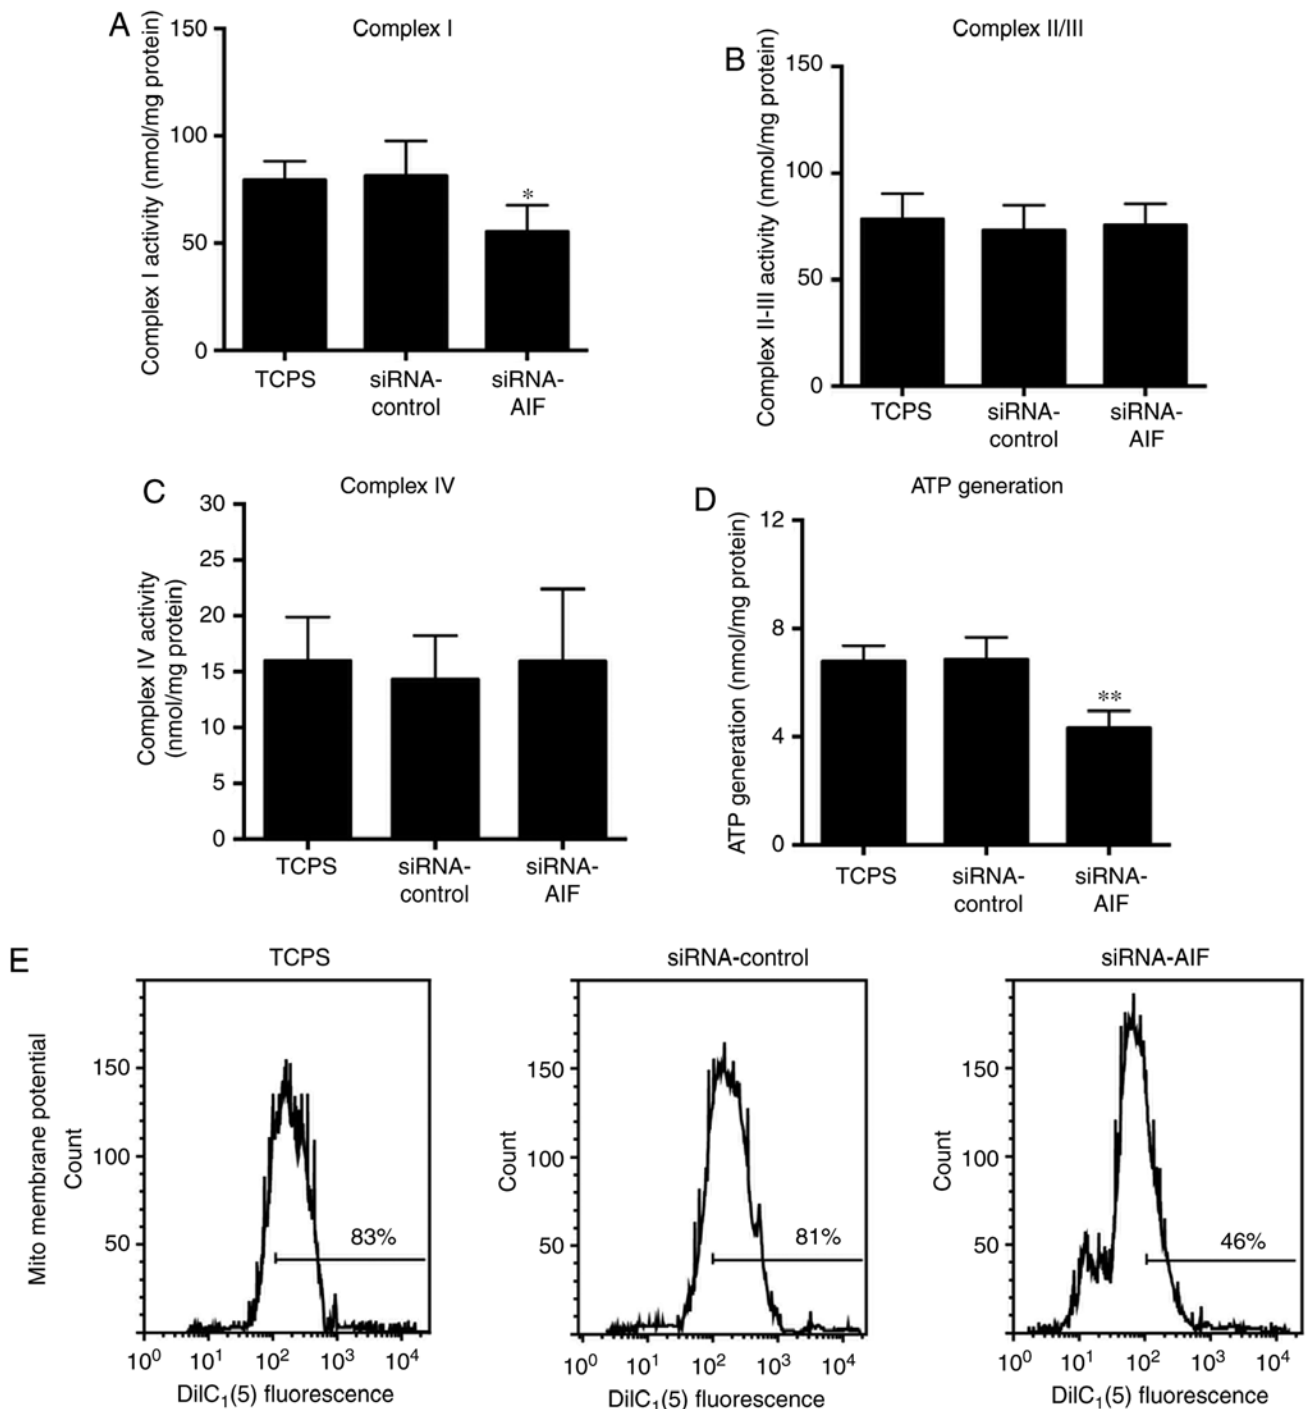 A
Complex I
Complex I activity (nmol/mg protein)
150
100
50
0
*
TCPS
siRNA-
control
siRNA-
AIF
B
Complex II/III
Complex II-III activity (nmol/mg protein)
150
100
50
0
TCPS
siRNA-
control
siRNA-
AIF
C
Complex IV
Complex IV activity
(nmol/mg protein)
30
25
20
15
10
5
0
TCPS
siRNA-
control
siRNA-
AIF
D
ATP generation
ATP generation (nmol/mg protein)
12
8
4
0
**
TCPS
siRNA-
control
siRNA-
AIF
E
Mito membrane potential
TCPS
Count
150
100
50
83%
10⁰ 10¹ 10² 10³ 10⁴
DilC₁(5) fluorescence
siRNA-control
Count
150
100
50
81%
10⁰ 10¹ 10² 10³ 10⁴
DilC₁(5) fluorescence
siRNA-AIF
Count
150
100
50
46%
10⁰ 10¹ 10² 10³ 10⁴
DilC₁(5) fluorescence